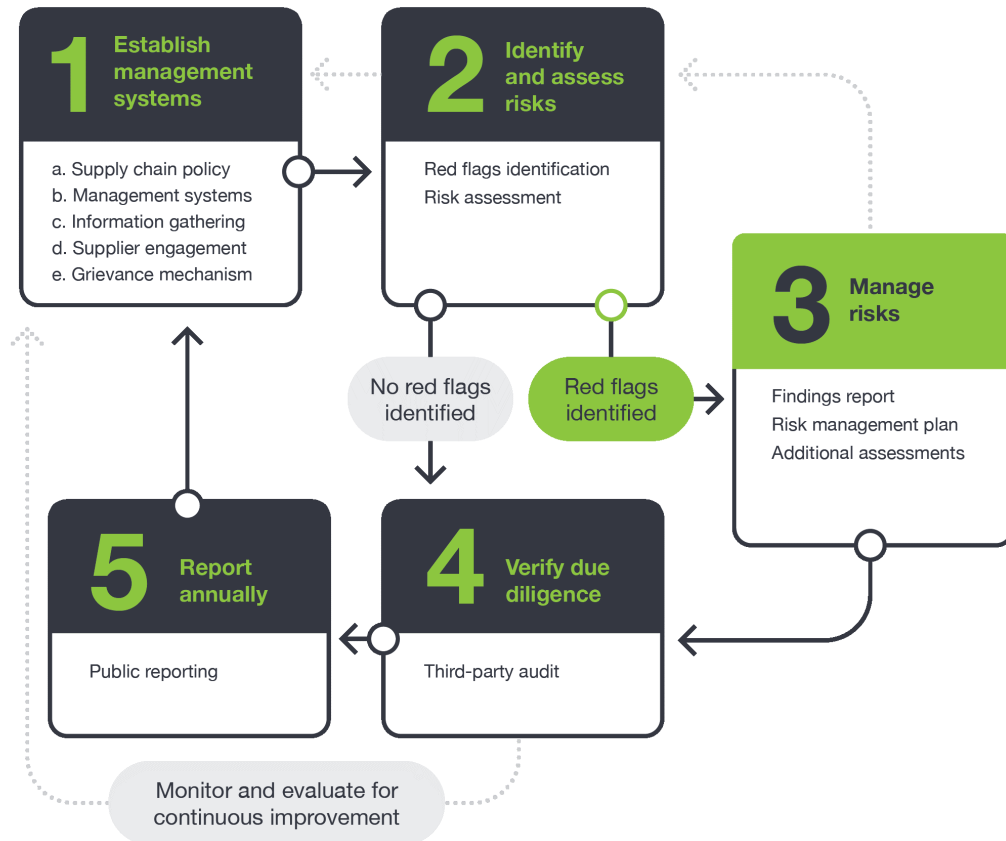 1
Establish
management
systems
a. Supply chain policy
b. Management systems
c. Information gathering
d. Supplier engagement
e. Grievance mechanism
2
Identify
and assess
risks
Red flags identification
Risk assessment
No red flags
identified
Red flags
identified
3
Manage
risks
Findings report
Risk management plan
Additional assessments
4
Verify due
diligence
Third-party audit
5
Report
annually
Public reporting
Monitor and evaluate for
continuous improvement